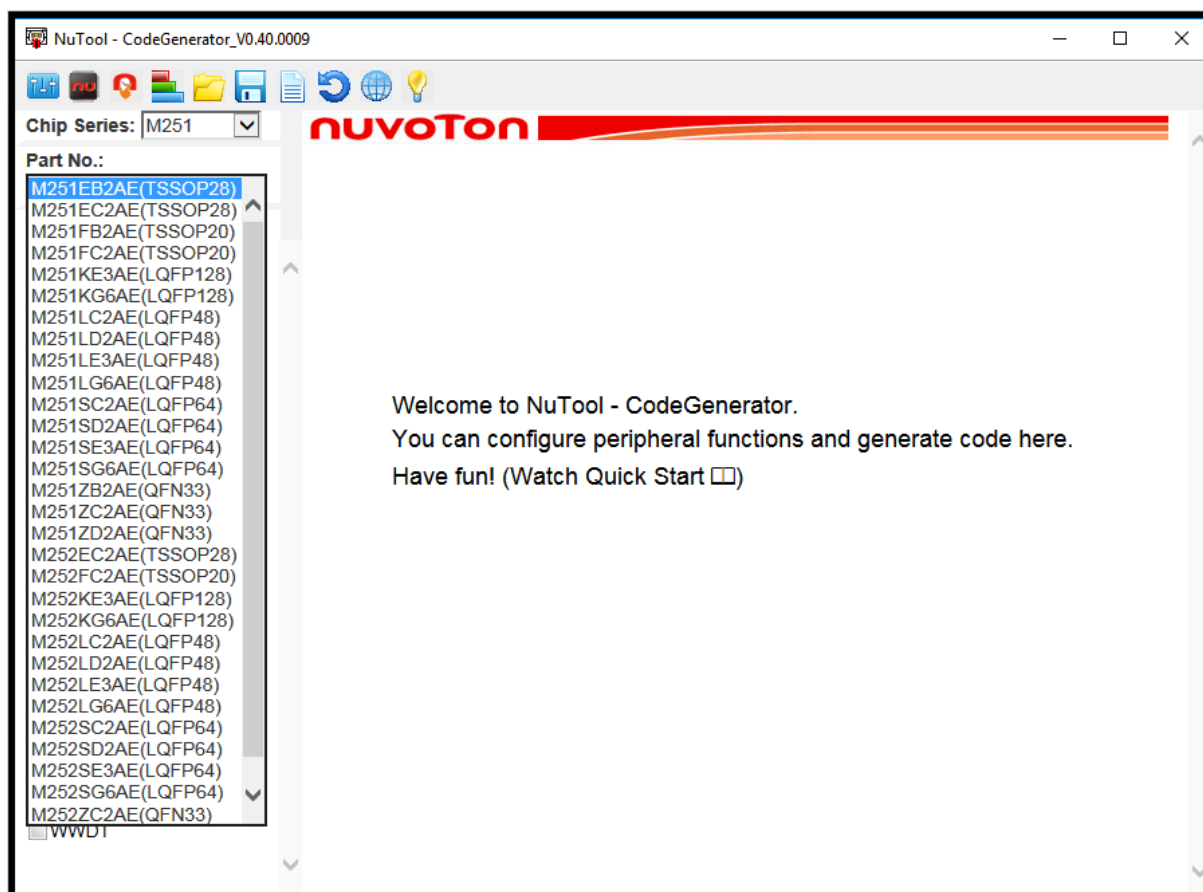 NuTool - CodeGenerator_V0.40.0009
nu
Chip Series: M251
nuvoTon
Part No.:
M251EB2AE(TSSOP28)
M251EC2AE(TSSOP28)
M251FB2AE(TSSOP20)
M251FC2AE(TSSOP20)
M251KE3AE(LQFP128)
M251KG6AE(LQFP128)
M251LC2AE(LQFP48)
M251LD2AE(LQFP48)
M251LE3AE(LQFP48)
M251LG6AE(LQFP48)
M251SC2AE(LQFP64)
M251SD2AE(LQFP64)
M251SE3AE(LQFP64)
M251SG6AE(LQFP64)
M251ZB2AE(QFN33)
M251ZC2AE(QFN33)
M251ZD2AE(QFN33)
M252EC2AE(TSSOP28)
M252FC2AE(TSSOP20)
M252KE3AE(LQFP128)
M252KG6AE(LQFP128)
M252LC2AE(LQFP48)
M252LD2AE(LQFP48)
M252LE3AE(LQFP48)
M252LG6AE(LQFP48)
M252SC2AE(LQFP64)
M252SD2AE(LQFP64)
M252SE3AE(LQFP64)
M252SG6AE(LQFP64)
M252ZC2AE(QFN33)
WWDT
Welcome to NuTool - CodeGenerator.
You can configure peripheral functions and generate code here.
Have fun! (Watch Quick Start)